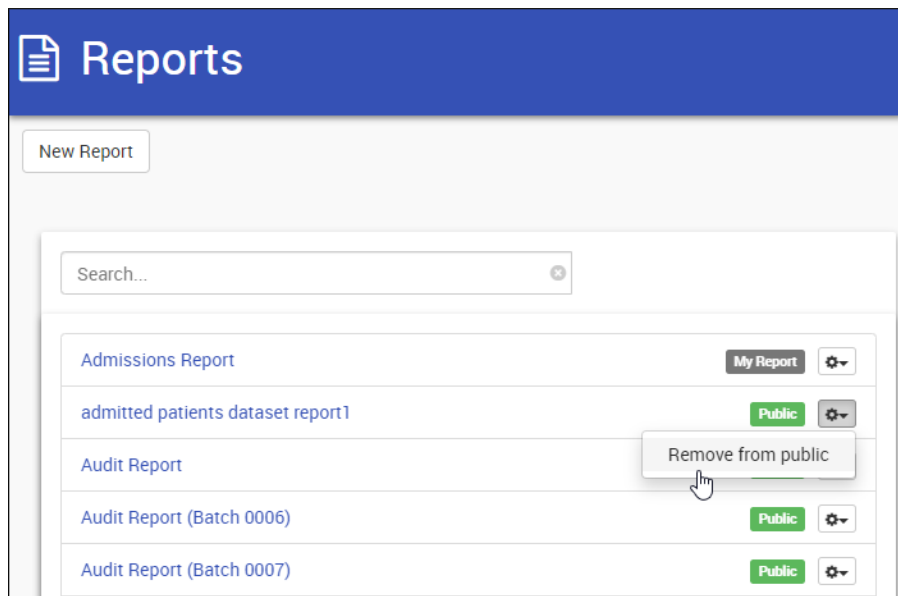 Reports
New Report
Search...
Admissions Report My Report
admitted patients dataset report1 Public
Remove from public
Audit Report
Audit Report (Batch 0006) Public
Audit Report (Batch 0007) Public